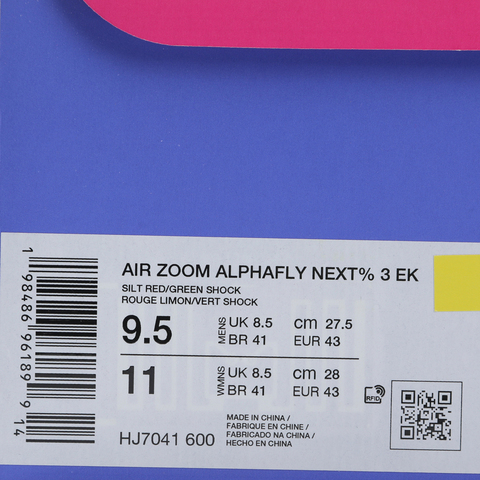 AIR ZOOM ALPHAFLY NEXT% 3 EK
SILT RED/GREEN SHOCK
ROUGE LIMON/VERT SHOCK
9.5 MENS UK 8.5 cm 27.5
BR 41 EUR 43
11 WMNS UK 8.5 cm 28
BR 41 EUR 43
RFID
HJ7041 600
MADE IN CHINA /
FABRIQUE EN CHINE /
FABRICADO NA CHINA /
HECHO EN CHINA
1 98486 96189 9 14